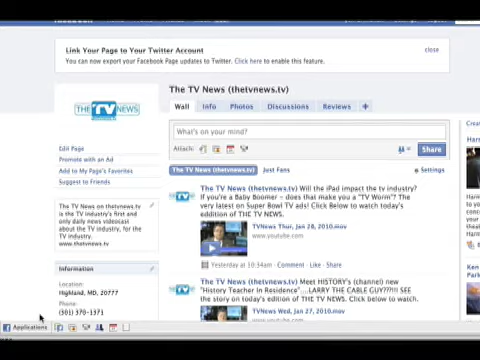 Link Your Page to Your Twitter Account
close
You can now export your Facebook Page updates to Twitter. Click here to enable this feature.
THE TV NEWS
The TV News (thetvnews.tv)
Wall Info Photos Discussions Reviews +
What's on your mind?
Attach:
Share
Edit Page
Promote with an Ad
Add to My Page's Favorites
Suggest to Friends
The TV News (thetvnews.tv) Just Fans
Settings
The TV News on thetvnews.tv
is the TV industry's first and
only daily news videocast
about the TV industry, for the
TV industry.
www.thetvnews.tv
Information
Location:
Highland, MD, 20777
Phone:
(301) 370-1371
The TV News (thetvnews.tv) Will the iPad impact the tv industry?
If you're a Baby Boomer - does that make you a "TV Worm"? The
very latest on Super Bowl TV ads! Click Below to watch today's
edition of THE TV NEWS.
TVNews Thur, Jan 28, 2010.mov
www.youtube.com
Yesterday at 10:34am · Comment · Like · Share
The TV News (thetvnews.tv) Meet HISTORY's (channel) new
"History Teacher In Residence"....LARRY THE CABLE GUY??!!! SEE
the story on today's edition of THE TV NEWS. Click below to watch.
TVNews Wed, Jan 27, 2010.mov
Applications